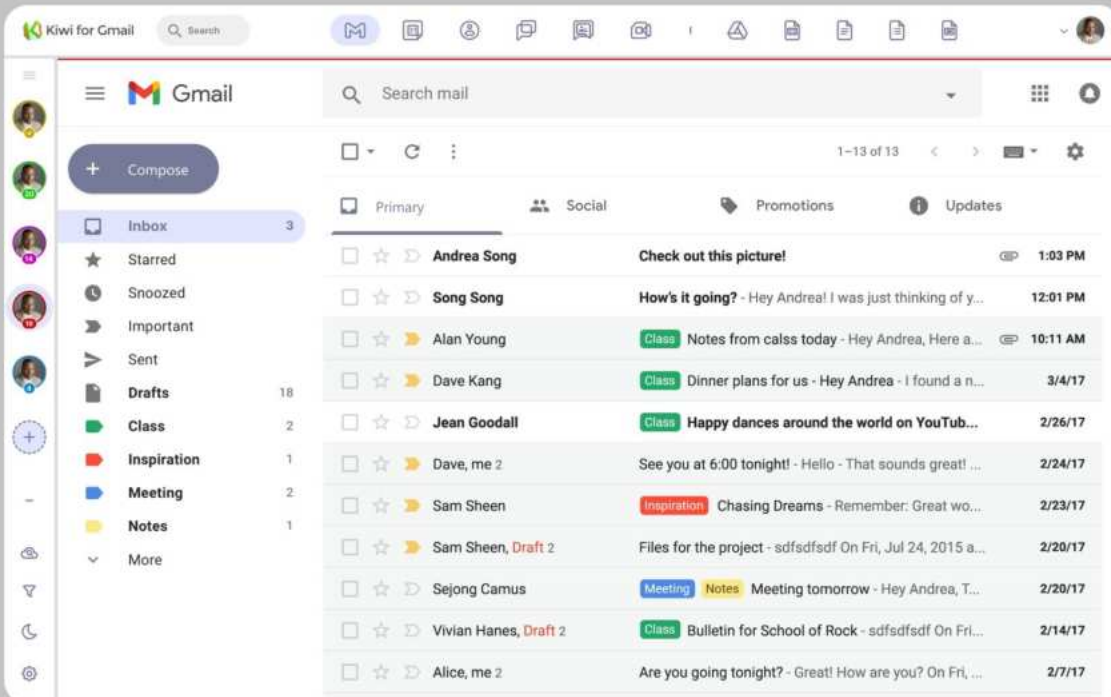 Kiwi for Gmail Search
Gmail Search mail
Compose
1–13 of 13
Primary Social Promotions Updates
Inbox 3
Starred
Snoozed
Important
Sent
Drafts 18
Class 2
Inspiration 1
Meeting 2
Notes 1
More
Andrea Song Check out this picture! 1:03 PM
Song Song How's it going? - Hey Andrea! I was just thinking of y... 12:01 PM
Alan Young Class Notes from calss today - Hey Andrea, Here a... 10:11 AM
Dave Kang Class Dinner plans for us - Hey Andrea - I found a n... 3/4/17
Jean Goodall Class Happy dances around the world on YouTub... 2/26/17
Dave, me 2 See you at 6:00 tonight! - Hello - That sounds great! ... 2/24/17
Sam Sheen Inspiration Chasing Dreams - Remember: Great wo... 2/23/17
Sam Sheen, Draft 2 Files for the project - sdfsdfsdf On Fri, Jul 24, 2015 a... 2/20/17
Sejong Camus Meeting Notes Meeting tomorrow - Hey Andrea, T... 2/20/17
Vivian Hanes, Draft 2 Class Bulletin for School of Rock - sdfsdfsdf On Fri... 2/14/17
Alice, me 2 Are you going tonight? - Great! How are you? On Fri, ... 2/7/17